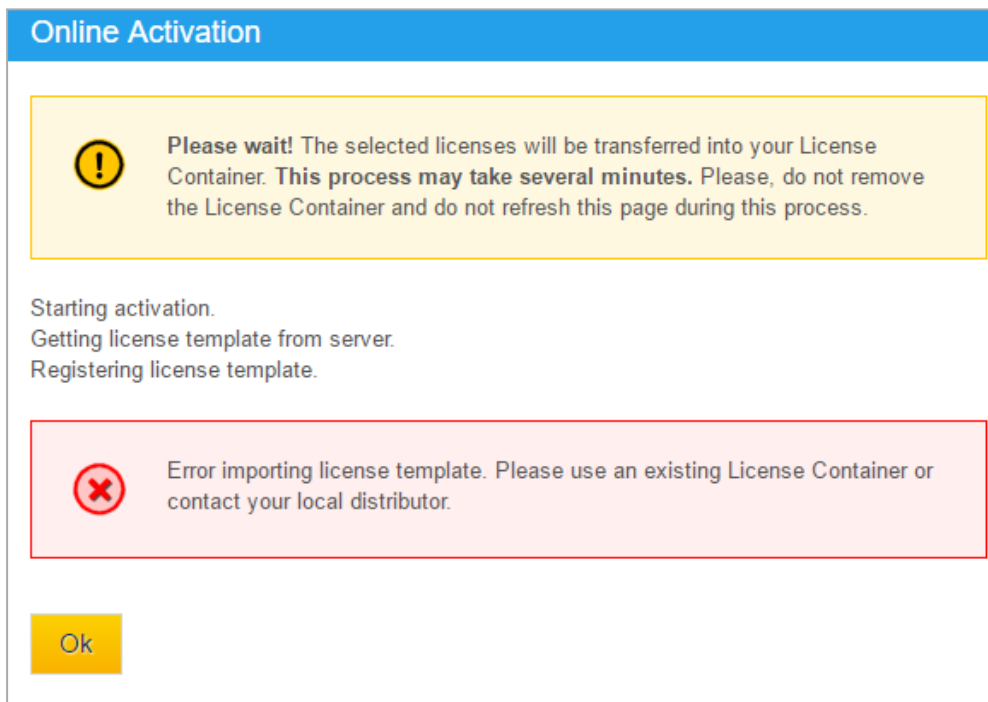 Online Activation
Please wait! The selected licenses will be transferred into your License
Container. This process may take several minutes. Please, do not remove
the License Container and do not refresh this page during this process.
Starting activation.
Getting license template from server.
Registering license template.
Error importing license template. Please use an existing License Container or
contact your local distributor.
Ok